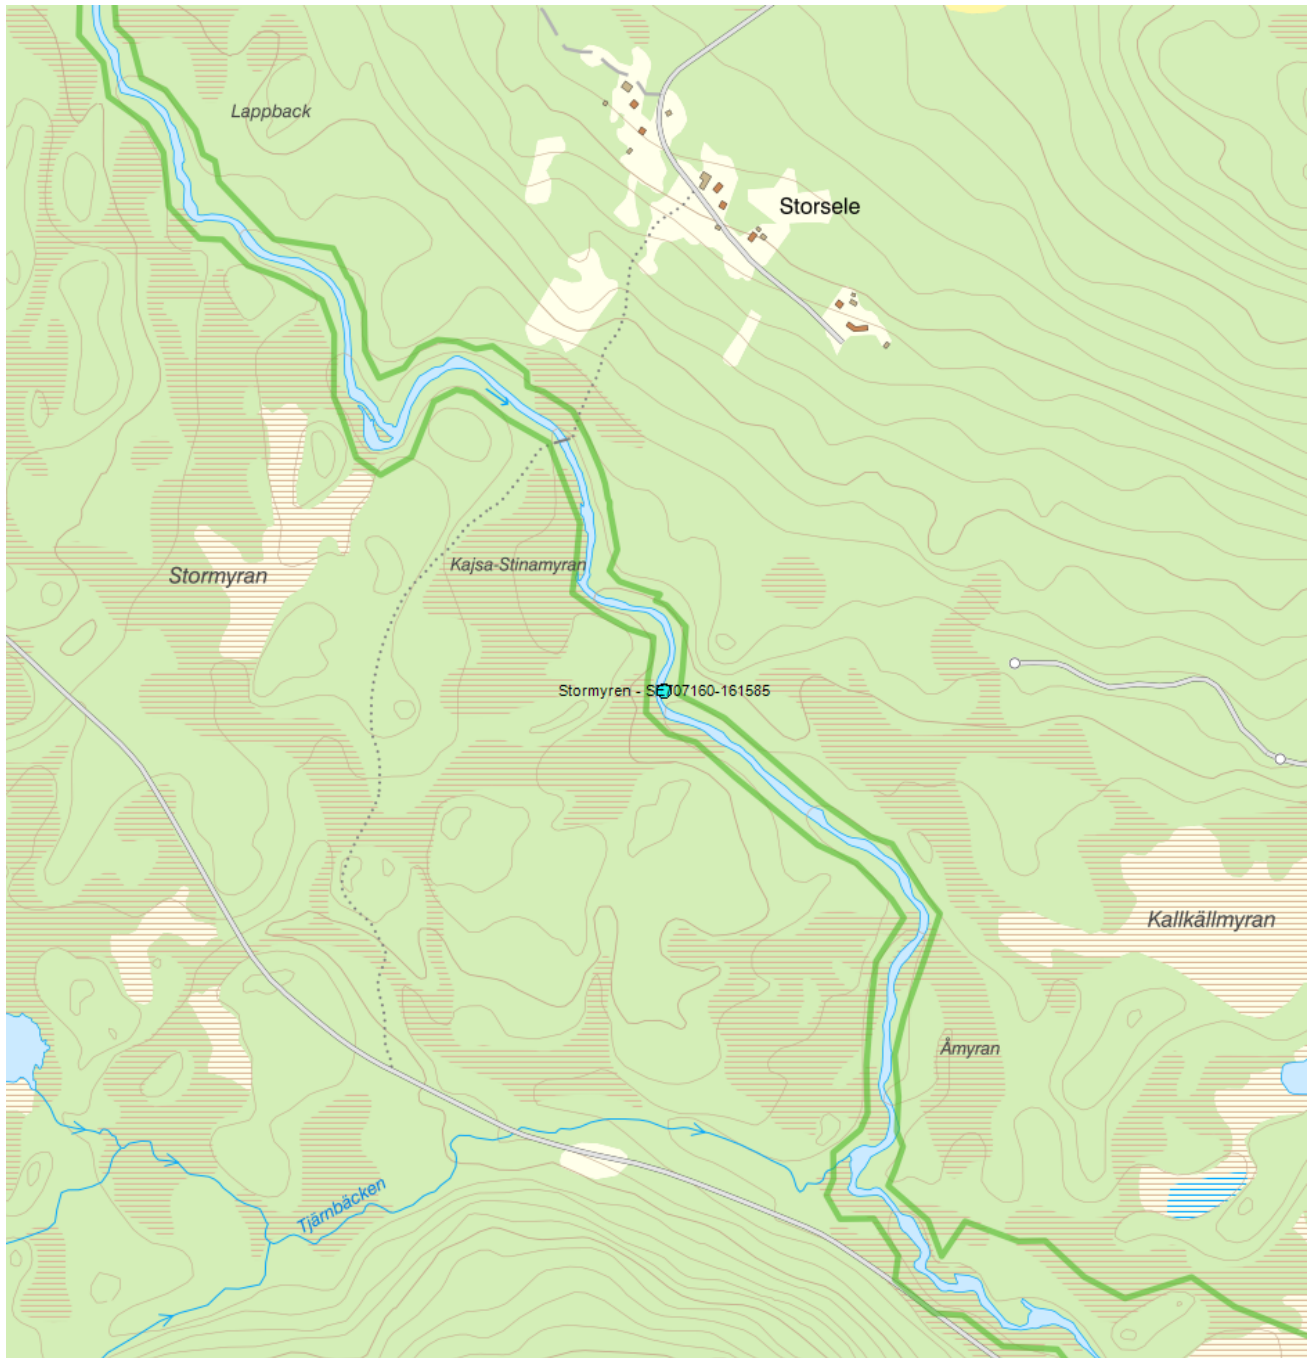 Lappback
Storsele
Kajsa-Stinamyran
Stormyran
Stormyren - SE707160-161585
Kallkällmyran
Åmyran
Tjärnbäcken